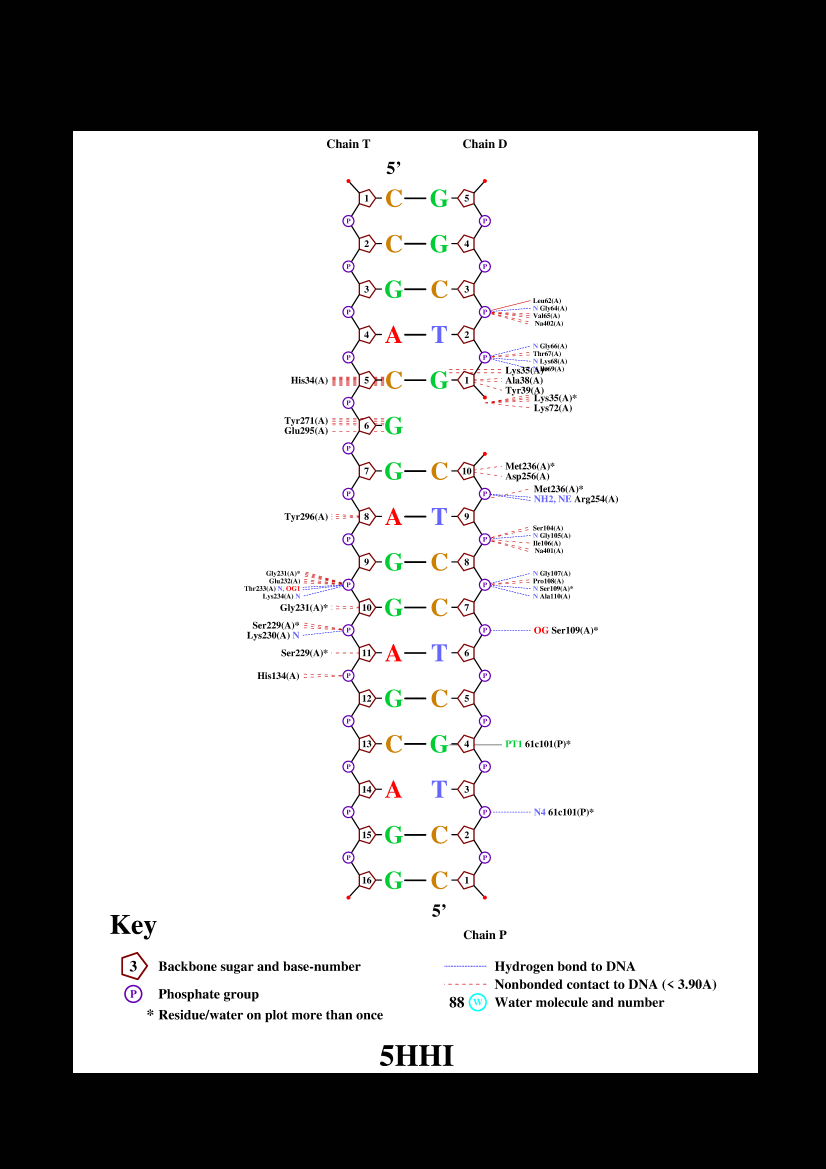 Chain T Chain D
5’
1 C G 5
P P
2 C G 4
P P
3 G C 3
Leu62(A)
P P N Gly64(A)
Val65(A)
Na402(A)
4 A T 2
N Gly66(A)
Thr67(A)
P P N Lys68(A)
Lys35(A)
His34(A) 5 C G 1 Ala38(A)
Tyr39(A)
P Lys35(A)*
Lys72(A)
Tyr271(A)
6 G
Glu295(A)
P
7 G C 10 Met236(A)*
Asp256(A)
Met236(A)*
P P NH2, NE Arg254(A)
Tyr296(A) 8 A T 9
Ser104(A)
P P N Gly105(A)
Ile106(A)
Na401(A)
9 G C 8
Gly231(A)* N Gly107(A)
Glu232(A) P P Pro108(A)
Thr233(A) N, OG1 N Ser109(A)*
Lys234(A) N N Ala110(A)
Gly231(A)* 10 G C 7
Ser229(A)*
P P OG Ser109(A)*
Lys230(A) N
Ser229(A)* 11 A T 6
His134(A) P P
12 G C 5
P P
13 C G 4 PT1 61c101(P)*
P P
14 A T 3
P P N4 61c101(P)*
15 G C 2
P P
16 G C 1
5’
Key
Chain P
3 Backbone sugar and base-number
P Phosphate group
* Residue/water on plot more than once
Hydrogen bond to DNA
Nonbonded contact to DNA (< 3.90A)
88 W Water molecule and number
5HHI